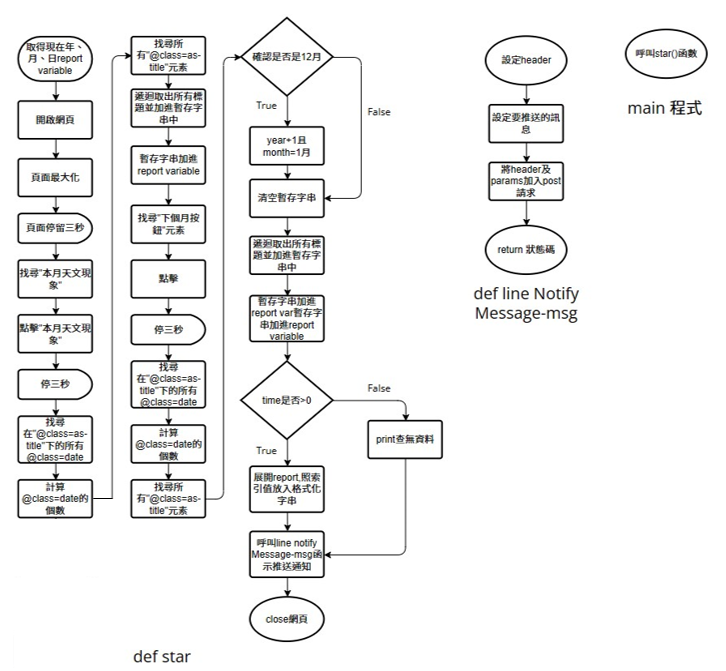 取得現在年、
月、日report
variable
開啟網頁
頁面最大化
頁面停留三秒
找尋"本月天文現
象"
點擊"本月天文現
象"
停三秒
找尋
在"@class=as-
title"下的所有
@class=date
計算
@class=date的
個數
找尋所
有"@class=as-
title"元素
遞迴取出所有標
題並加進暫存字
串中
暫存字串加進
report variable
找尋"下個月按
鈕"元素
點擊
停三秒
找尋
在"@class=as-
title"下的所有
@class=date
計算
@class=date的
個數
找尋所
有"@class=as-
title"元素
確認是否是12月
True
False
year+1且
month=1月
清空暫存字串
遞迴取出所有標
題並加進暫存字
串中
暫存字串加進
report var暫存字
串加進report
variable
time是否>0
False
True
print查無資料
展開report,照索
引值放入格式化
字串
呼叫line notify
Message-msg函
示推送通知
close網頁
def star
設定header
設定要推送的訊
息
將header及
params加入post
請求
return 狀態碼
def line Notify
Message-msg
呼叫star()函數
main 程式